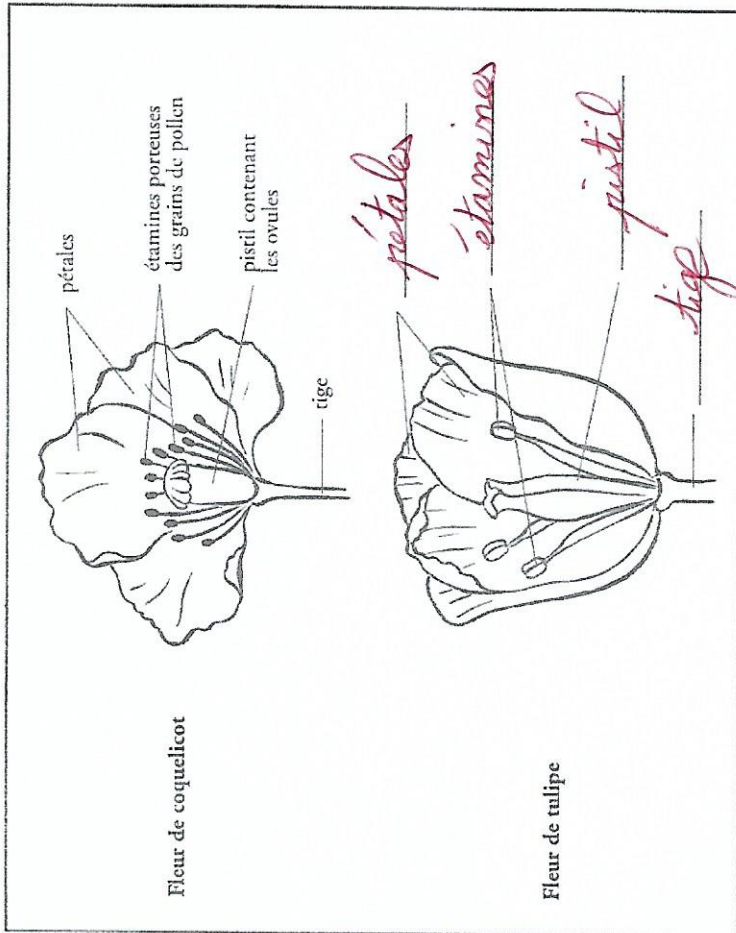 Fleur de coquelicot
pétales
étamines porteuses
des grains de pollen
pistil contenant
les ovules
tige
Fleur de tulipe
pétales
étamines
pistil
tige